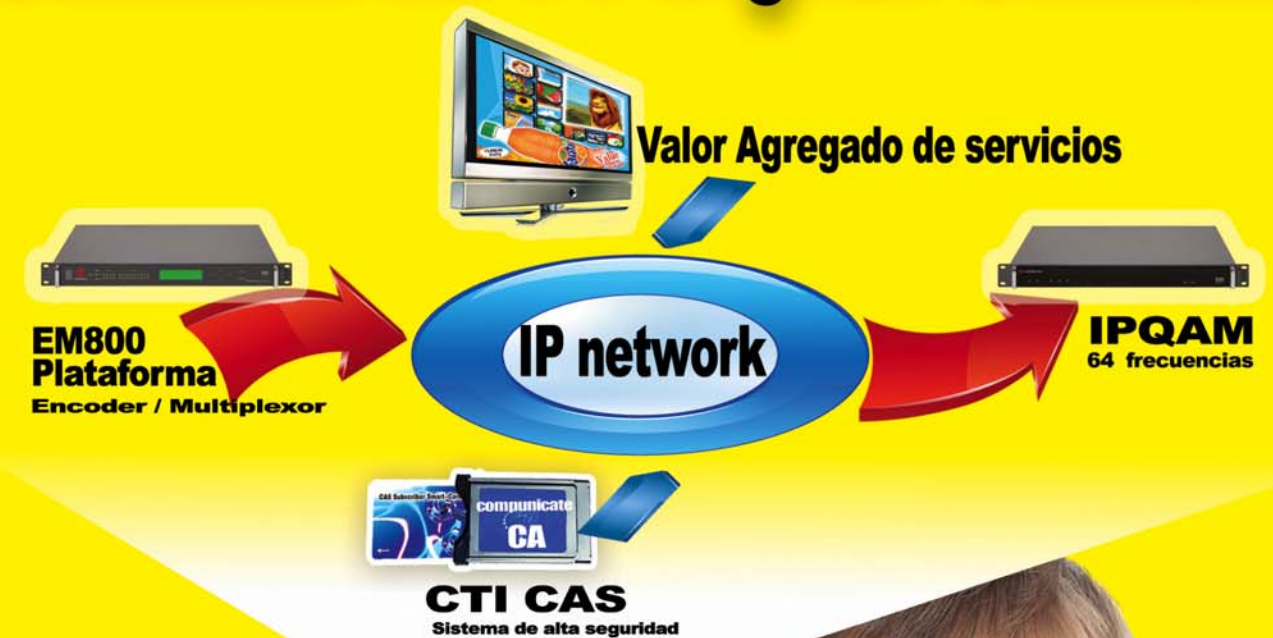 Valor Agregado de servicios
EM800
Plataforma
Encoder / Multiplexor
IP network
IPQAM
64 frecuencias
CAS Subscriber Smart-Card
compunicate
CA
CTI CAS
Sistema de alta seguridad